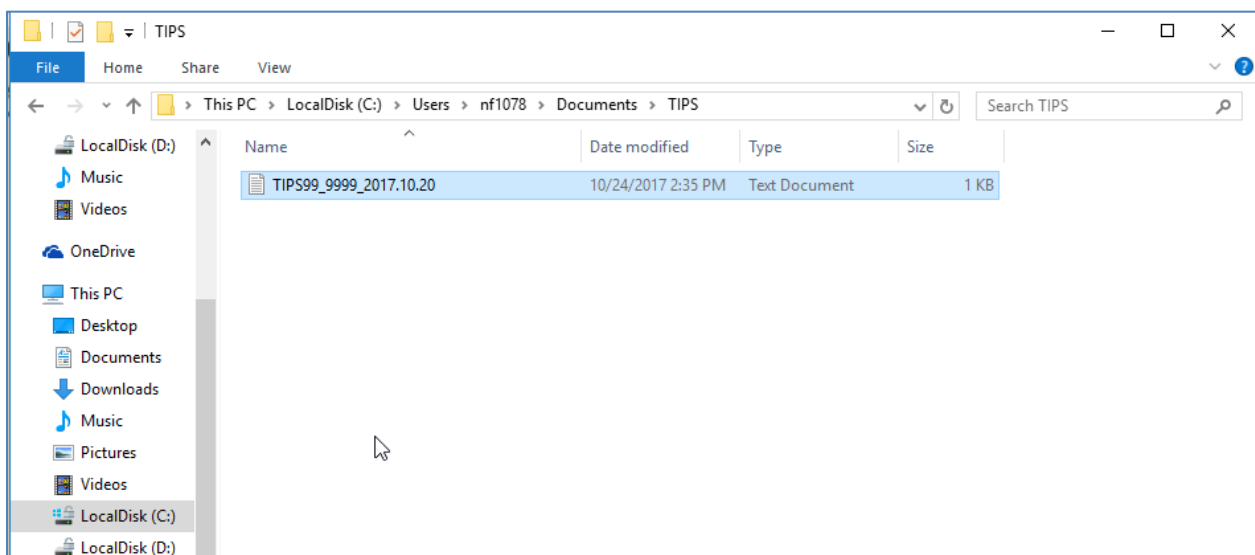 TIPS
File Home Share View
This PC > LocalDisk (C:) > Users > nf1078 > Documents > TIPS
Search TIPS
LocalDisk (D:)
Music
Videos
OneDrive
This PC
Desktop
Documents
Downloads
Music
Pictures
Videos
LocalDisk (C:)
LocalDisk (D:)
Name Date modified Type Size
TIPS99_9999_2017.10.20 10/24/2017 2:35 PM Text Document 1 KB